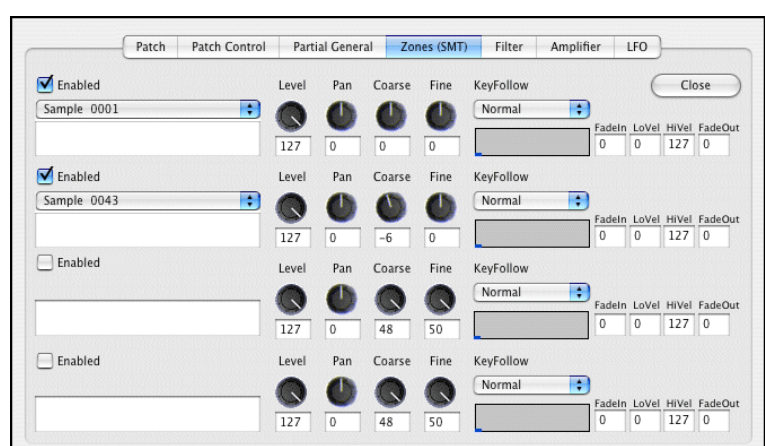 Patch Patch Control Partial General Zones (SMT) Filter Amplifier LFO
Enabled Level Pan Coarse Fine KeyFollow Close
Sample 0001 Normal
FadeIn LoVel HiVel FadeOut
127 0 0 0 0 0 127 0
Enabled Level Pan Coarse Fine KeyFollow
Sample 0043 Normal
FadeIn LoVel HiVel FadeOut
127 0 -6 0 0 0 127 0
Enabled Level Pan Coarse Fine KeyFollow
Normal
FadeIn LoVel HiVel FadeOut
127 0 48 50 0 0 127 0
Enabled Level Pan Coarse Fine KeyFollow
Normal
FadeIn LoVel HiVel FadeOut
127 0 48 50 0 0 127 0